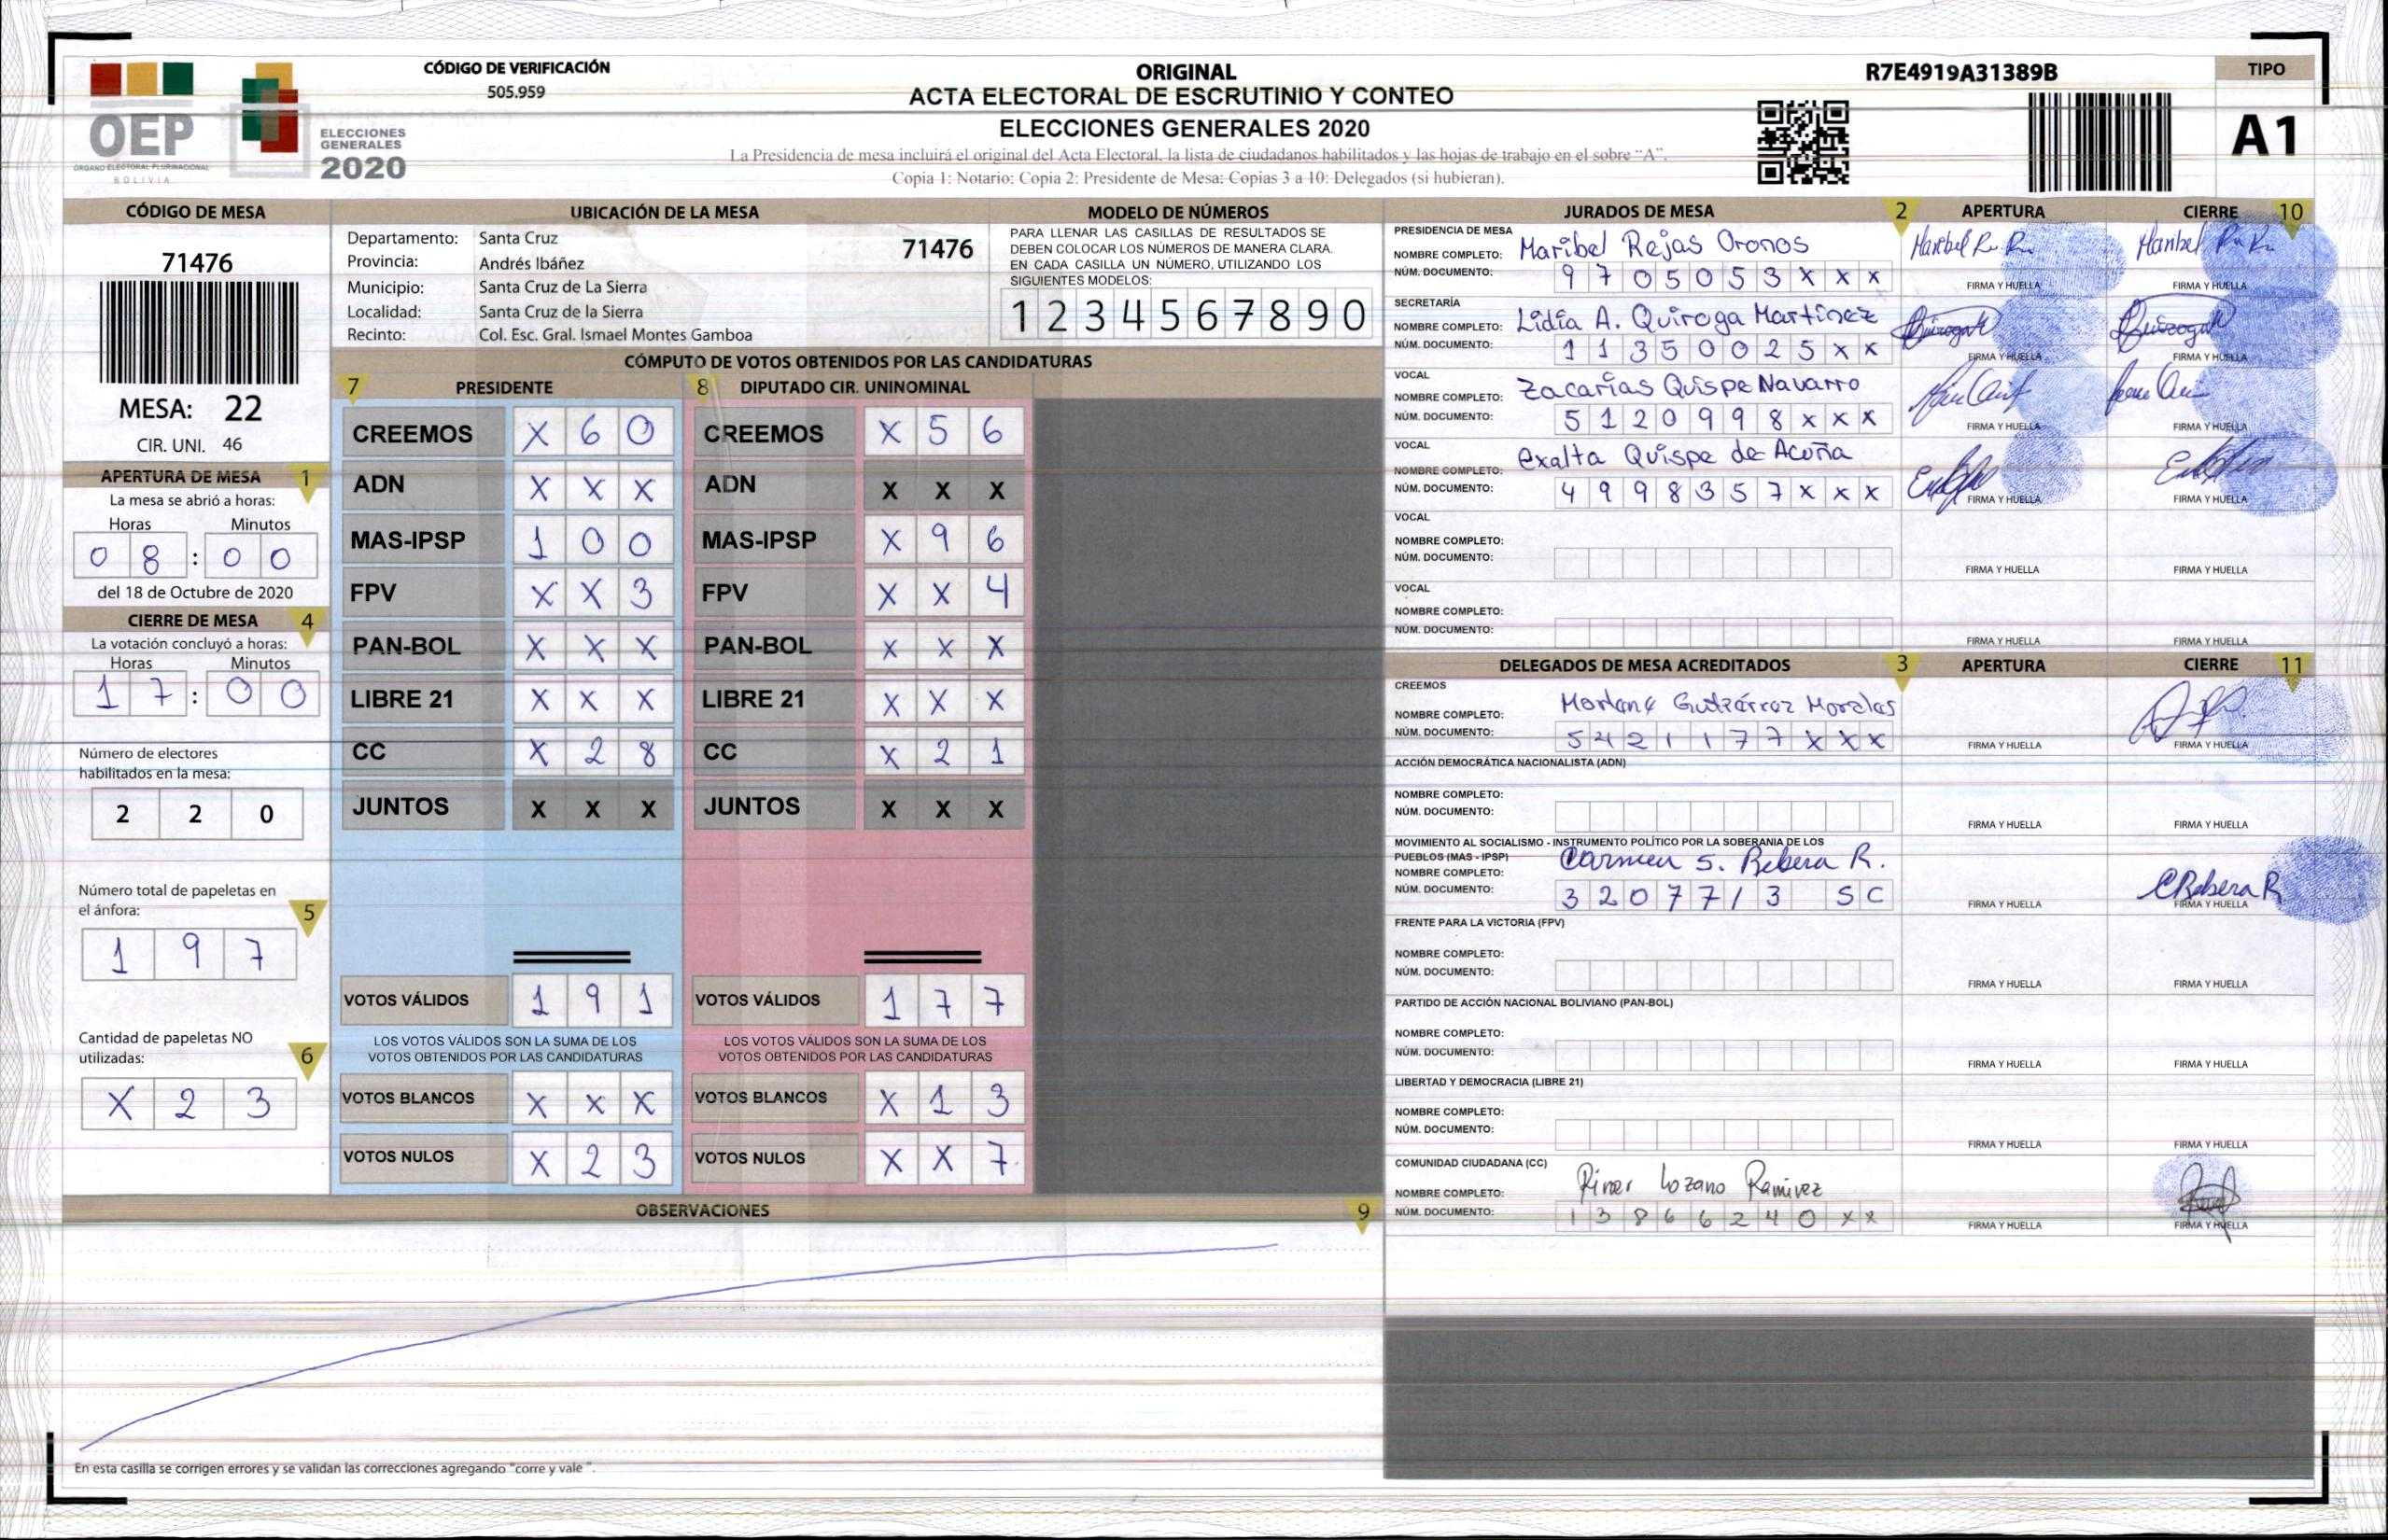 CÓDIGO DE VERIFICACIÓN
505.959
ORIGINAL
ACTA ELECTORAL DE ESCRUTINIO Y CONTEO
ELECCIONES GENERALES 2020
La Presidencia de mesa incluirá el original del Acta Electoral, la lista de ciudadanos habilitados y las hojas de trabajo en el sobre "A".
Copia 1: Notario; Copia 2: Presidente de Mesa; Copias 3 a 10: Delegados (si hubieran).
R7E4919A31389B
TIPO
A1
OEP
ÓRGANO ELECTORAL PLURINACIONAL
BOLIVIA
ELECCIONES
GENERALES
2020
CÓDIGO DE MESA
71476
MESA: 22
CIR. UNI. 46
APERTURA DE MESA 1
La mesa se abrió a horas:
Horas Minutos
0 8 : 0 0
del 18 de Octubre de 2020
CIERRE DE MESA 4
La votación concluyó a horas:
Horas Minutos
1 7 : 0 0
Número de electores
habilitados en la mesa:
2 2 0
Número total de papeletas en
el ánfora: 5
1 9 7
Cantidad de papeletas NO
utilizadas: 6
X 2 3
UBICACIÓN DE LA MESA
Departamento: Santa Cruz 71476
Provincia: Andrés Ibáñez
Municipio: Santa Cruz de La Sierra
Localidad: Santa Cruz de la Sierra
Recinto: Col. Esc. Gral. Ismael Montes Gamboa
MODELO DE NÚMEROS
PARA LLENAR LAS CASILLAS DE RESULTADOS SE
DEBEN COLOCAR LOS NÚMEROS DE MANERA CLARA.
EN CADA CASILLA UN NÚMERO, UTILIZANDO LOS
SIGUIENTES MODELOS:
1 2 3 4 5 6 7 8 9 0
CÓMPUTO DE VOTOS OBTENIDOS POR LAS CANDIDATURAS
7 PRESIDENTE 8 DIPUTADO CIR. UNINOMINAL
CREEMOS X 6 0 CREEMOS X 5 6
ADN X X X ADN X X X
MAS-IPSP 1 0 0 MAS-IPSP X 9 6
FPV X X 3 FPV X X 4
PAN-BOL X X X PAN-BOL X X X
LIBRE 21 X X X LIBRE 21 X X X
CC X 2 8 CC X 2 1
JUNTOS X X X JUNTOS X X X
VOTOS VÁLIDOS 1 9 1 VOTOS VÁLIDOS 1 7 7
LOS VOTOS VÁLIDOS SON LA SUMA DE LOS LOS VOTOS VÁLIDOS SON LA SUMA DE LOS
VOTOS OBTENIDOS POR LAS CANDIDATURAS VOTOS OBTENIDOS POR LAS CANDIDATURAS
VOTOS BLANCOS X X X VOTOS BLANCOS X 1 3
VOTOS NULOS X 2 3 VOTOS NULOS X X 7
OBSERVACIONES 9
En esta casilla se corrigen errores y se validan las correcciones agregando "corre y vale ".
JURADOS DE MESA 2 APERTURA CIERRE 10
PRESIDENCIA DE MESA
NOMBRE COMPLETO: Maribel Rejas Oronos
NÚM. DOCUMENTO: 9 7 0 5 0 5 3 X X X
FIRMA Y HUELLA FIRMA Y HUELLA
SECRETARÍA
NOMBRE COMPLETO: Lidia A. Quiroga Martinez
NÚM. DOCUMENTO: 1 1 3 5 0 0 2 5 X X
FIRMA Y HUELLA FIRMA Y HUELLA
VOCAL
NOMBRE COMPLETO: Zacarias Quispe Navarro
NÚM. DOCUMENTO: 5 1 2 0 9 9 8 X X X
FIRMA Y HUELLA FIRMA Y HUELLA
VOCAL
NOMBRE COMPLETO: exalta Quispe de Acuña
NÚM. DOCUMENTO: 4 9 9 8 3 5 7 X X X
FIRMA Y HUELLA FIRMA Y HUELLA
VOCAL
NOMBRE COMPLETO:
NÚM. DOCUMENTO:
FIRMA Y HUELLA FIRMA Y HUELLA
VOCAL
NOMBRE COMPLETO:
NÚM. DOCUMENTO:
FIRMA Y HUELLA FIRMA Y HUELLA
DELEGADOS DE MESA ACREDITADOS 3 APERTURA CIERRE 11
CREEMOS
NOMBRE COMPLETO: Gutiérrez Morales
NÚM. DOCUMENTO: 5 4 2 1 1 7 7 X X X
FIRMA Y HUELLA FIRMA Y HUELLA
ACCIÓN DEMOCRÁTICA NACIONALISTA (ADN)
NOMBRE COMPLETO:
NÚM. DOCUMENTO:
FIRMA Y HUELLA FIRMA Y HUELLA
MOVIMIENTO AL SOCIALISMO - INSTRUMENTO POLÍTICO POR LA SOBERANIA DE LOS
PUEBLOS (MAS - IPSP)
NOMBRE COMPLETO: Carmen S. Ribera R.
NÚM. DOCUMENTO: 3 2 0 7 7 1 3 S C
FIRMA Y HUELLA FIRMA Y HUELLA
FRENTE PARA LA VICTORIA (FPV)
NOMBRE COMPLETO:
NÚM. DOCUMENTO:
FIRMA Y HUELLA FIRMA Y HUELLA
PARTIDO DE ACCIÓN NACIONAL BOLIVIANO (PAN-BOL)
NOMBRE COMPLETO:
NÚM. DOCUMENTO:
FIRMA Y HUELLA FIRMA Y HUELLA
LIBERTAD Y DEMOCRACIA (LIBRE 21)
NOMBRE COMPLETO:
NÚM. DOCUMENTO:
FIRMA Y HUELLA FIRMA Y HUELLA
COMUNIDAD CIUDADANA (CC)
NOMBRE COMPLETO: Lozano Ramirez
NÚM. DOCUMENTO: 1 3 8 6 6 2 4 0 X X
FIRMA Y HUELLA FIRMA Y HUELLA